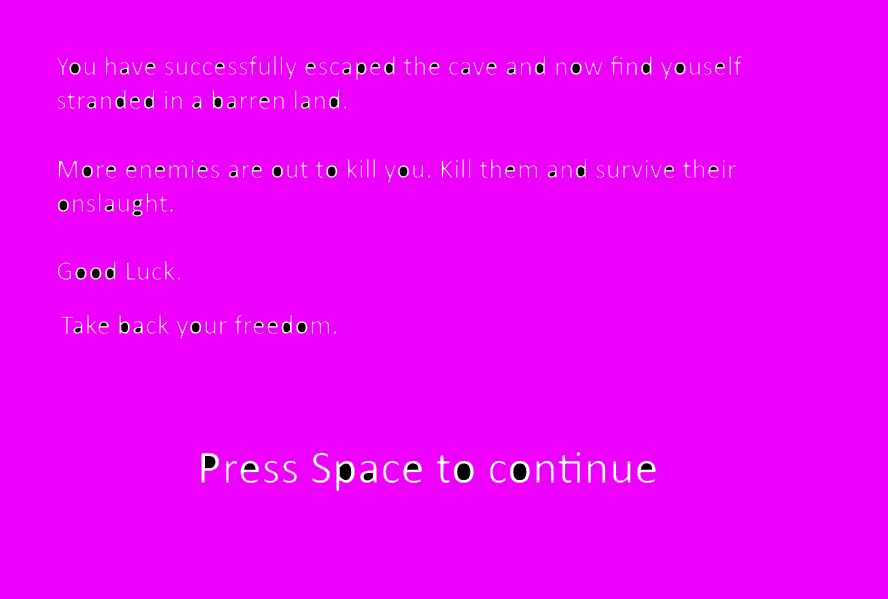 You have successfully escaped the cave and now find youself
stranded in a barren land.
More enemies are out to kill you. Kill them and survive their
onslaught.
Good Luck.
Take back your freedom.
Press Space to continue